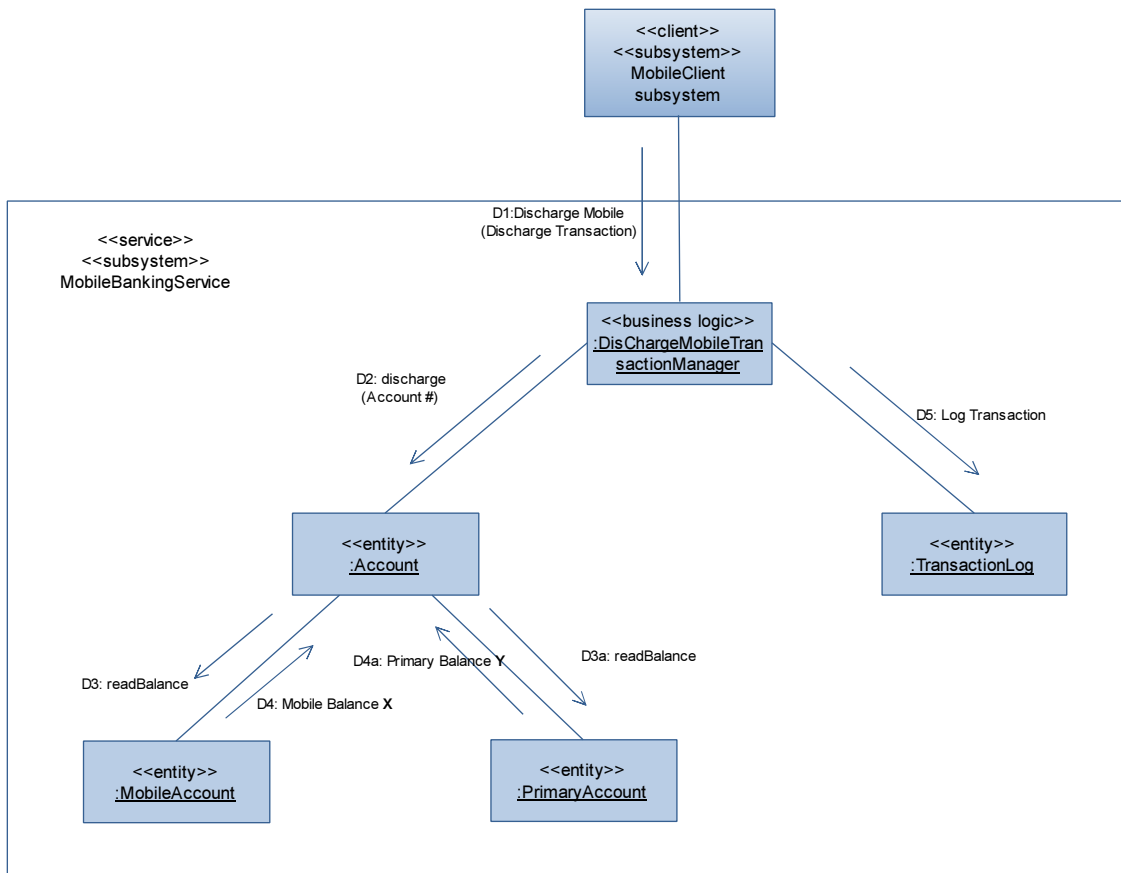 <<client>>
<<subsystem>>
MobileClient
subsystem
D1:Discharge Mobile
(Discharge Transaction)
<<service>>
<<subsystem>>
MobileBankingService
<<business logic>>
:DisChargeMobileTran
sactionManager
D2: discharge
(Account #)
D5: Log Transaction
<<entity>>
:Account
<<entity>>
:TransactionLog
D3: readBalance
D4: Mobile Balance X
D4a: Primary Balance Y
D3a: readBalance
<<entity>>
:MobileAccount
<<entity>>
:PrimaryAccount